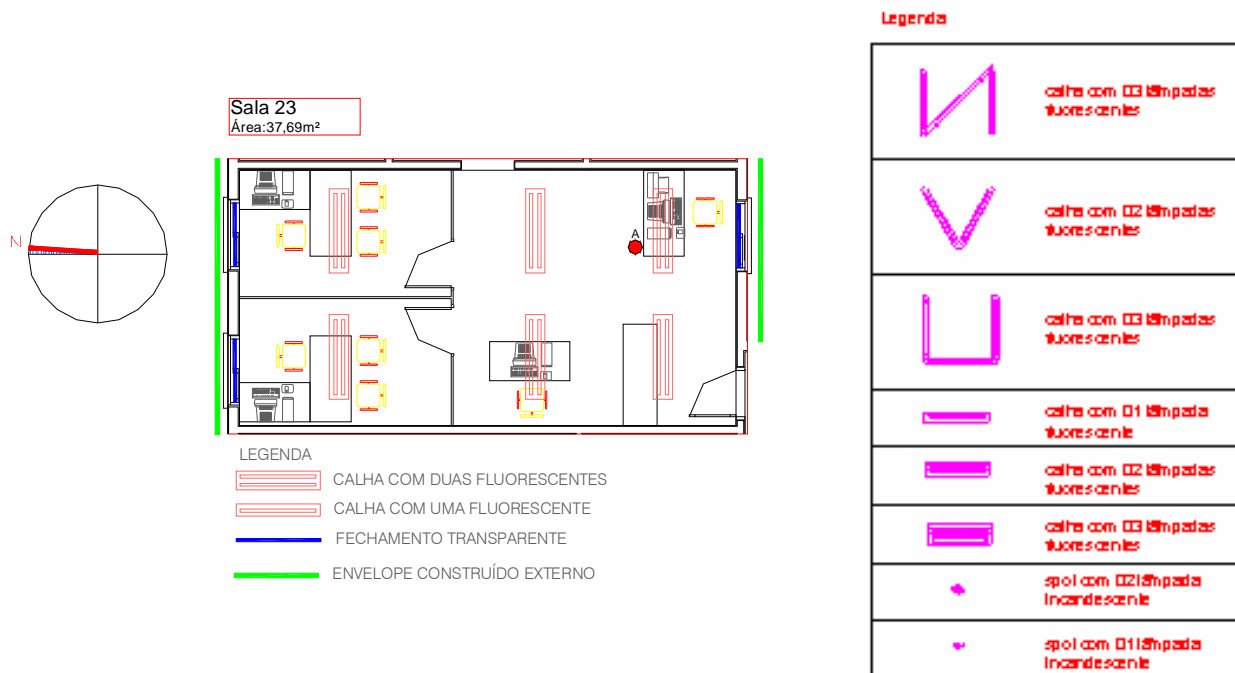 Sala 23
Área:37,69m²
N
A
LEGENDA
CALHA COM DUAS FLUORESCENTES
CALHA COM UMA FLUORESCENTE
FECHAMENTO TRANSPARENTE
ENVELOPE CONSTRUÍDO EXTERNO
Legenda
calha com 03 lâmpadas
fluorescentes
calha com 02 lâmpadas
fluorescentes
calha com 03 lâmpadas
fluorescentes
calha com 01 lâmpada
fluorescente
calha com 02 lâmpadas
fluorescentes
calha com 03 lâmpadas
fluorescentes
spot com 02 lâmpada
incandescente
spot com 01 lâmpada
incandescente